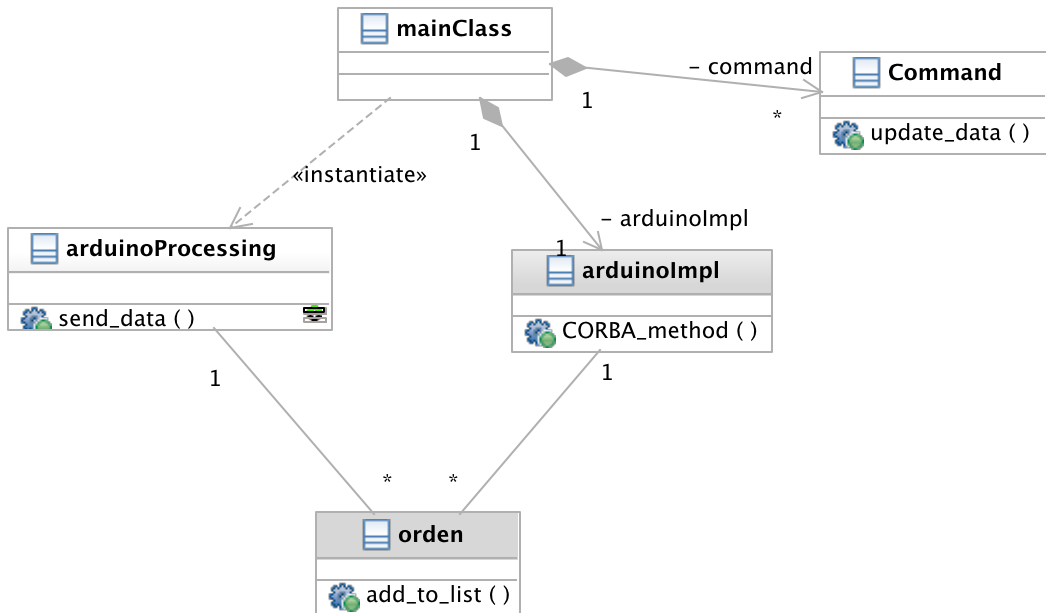 mainClass
– command
Command
1
*
update_data ( )
1
«instantiate»
– arduinoImpl
arduinoProcessing
1
arduinoImpl
send_data ( )
CORBA_method ( )
1
1
*
*
orden
add_to_list ( )